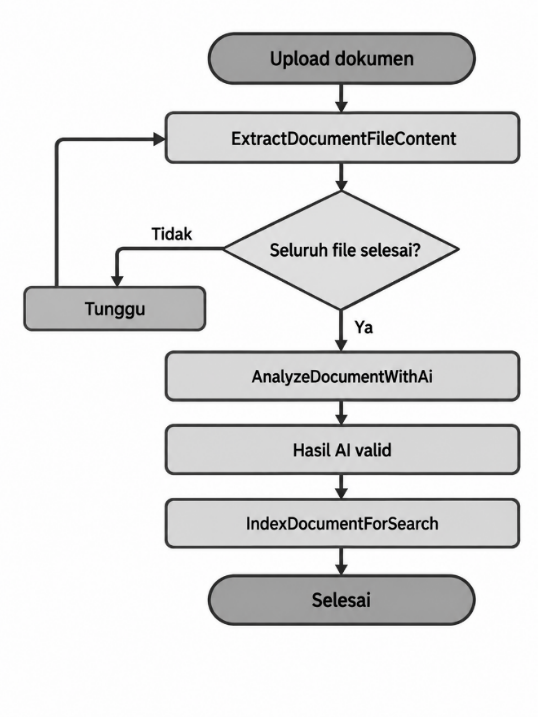 Upload dokumen
ExtractDocumentFileContent
Seluruh file selesai?
Tidak
Tunggu
Ya
AnalyzeDocumentWithAi
Hasil AI valid
IndexDocumentForSearch
Selesai